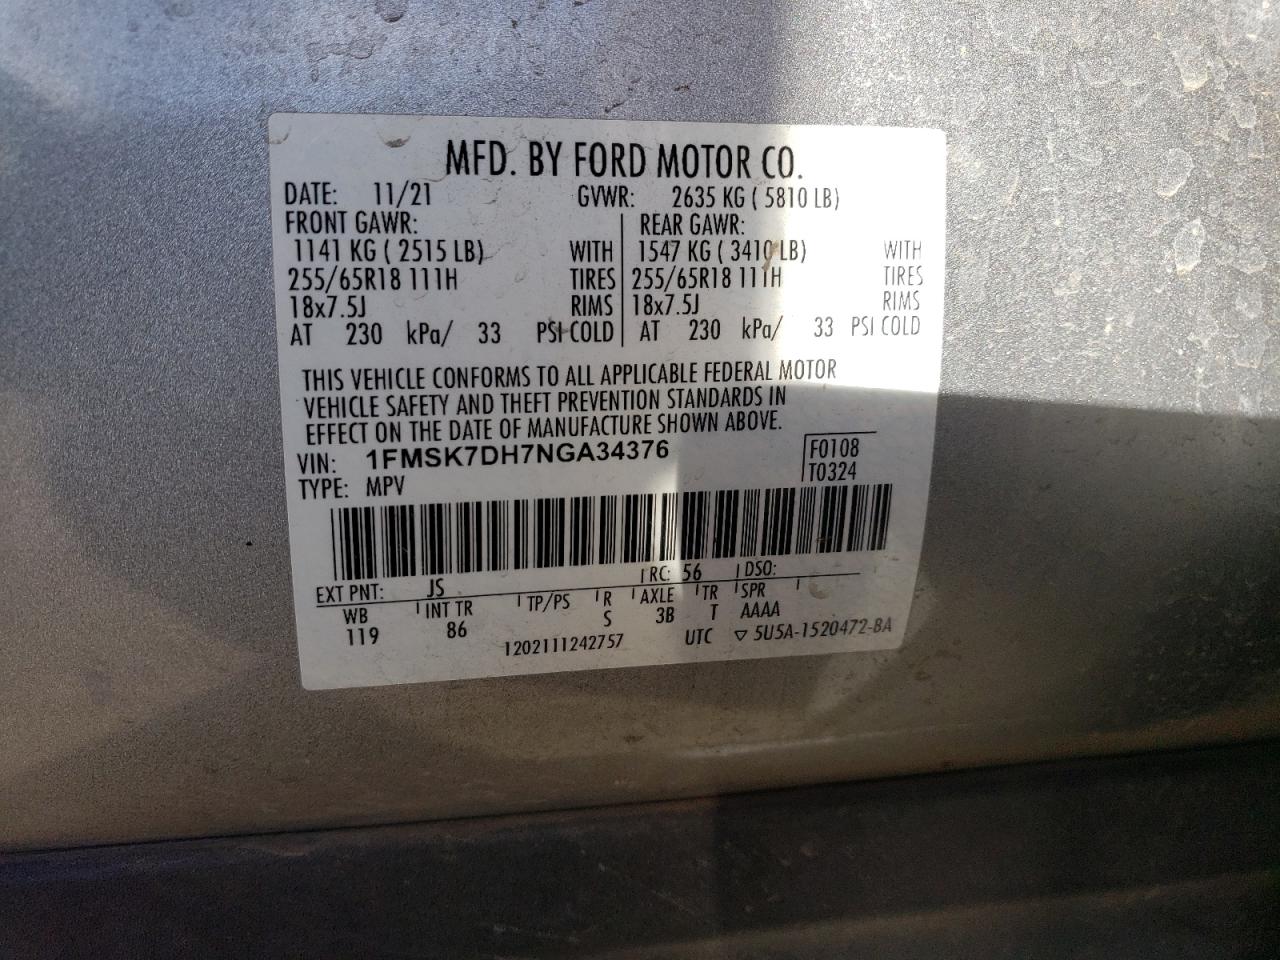 MFD. BY FORD MOTOR CO.
DATE: 11/21 GVWR: 2635 KG ( 5810 LB)
FRONT GAWR: REAR GAWR:
1141 KG ( 2515 LB) WITH 1547 KG ( 3410 LB) WITH
255/65R18 111H TIRES 255/65R18 111H TIRES
18x7.5J RIMS 18x7.5J RIMS
AT 230 kPa/ 33 PSI COLD AT 230 kPa/ 33 PSI COLD
THIS VEHICLE CONFORMS TO ALL APPLICABLE FEDERAL MOTOR
VEHICLE SAFETY AND THEFT PREVENTION STANDARDS IN
EFFECT ON THE DATE OF MANUFACTURE SHOWN ABOVE.
VIN: 1FMSK7DH7NGA34376 F0108
TYPE: MPV T0324
EXT PNT: JS RC: 56 DSO:
WB INT TR TP/PS R AXLE TR SPR
119 86 S 3B T AAAA
1202111242757 UTC ▽ 5U5A-1520472-BA